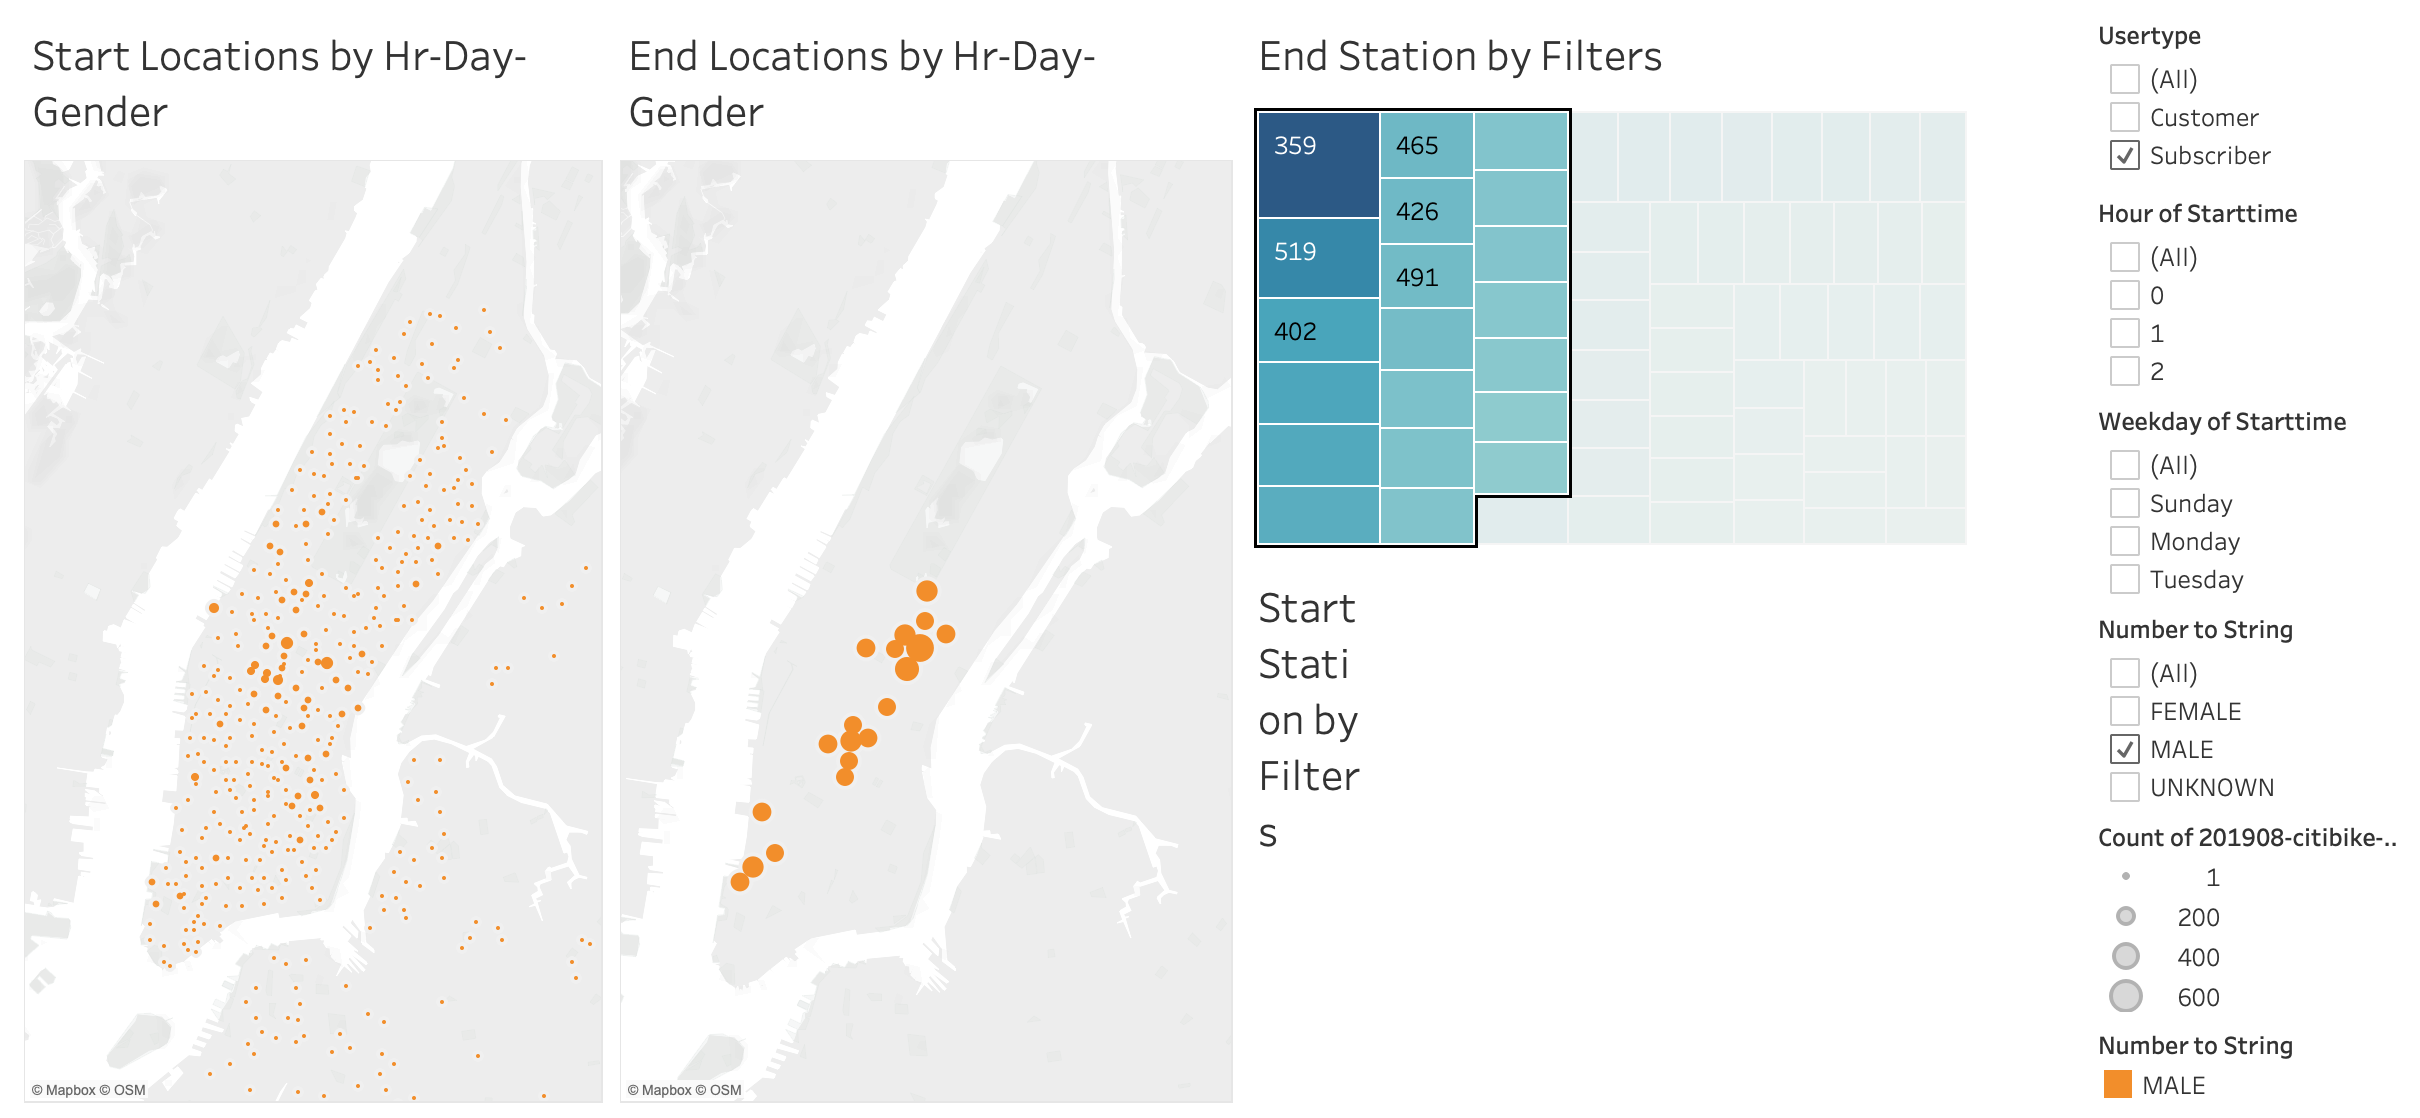 Start Locations by Hr-Day-
Gender
© Mapbox © OSM
End Locations by Hr-Day-
Gender
© Mapbox © OSM
End Station by Filters
359
519
402
465
426
491
Start
Stati
on by
Filter
s
Usertype
(All)
Customer
Subscriber
Hour of Starttime
(All)
0
1
2
Weekday of Starttime
(All)
Sunday
Monday
Tuesday
Number to String
(All)
FEMALE
MALE
UNKNOWN
Count of 201908-citibike-..
1
200
400
600
Number to String
MALE